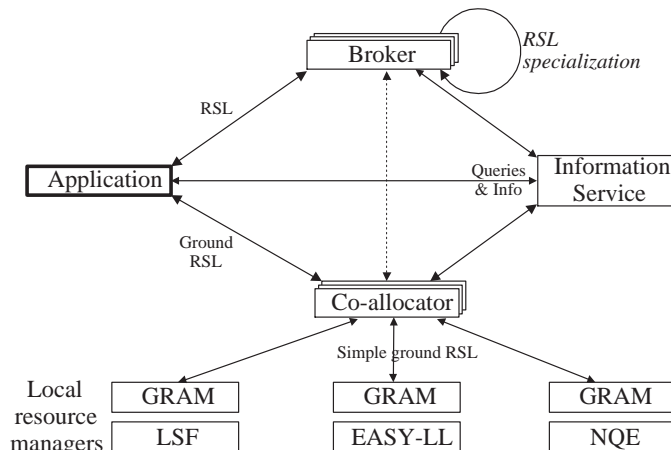 Broker
RSL
specialization
RSL
Application
Queries
& Info
Information
Service
Ground
RSL
Co-allocator
Simple ground RSL
Local
resource
managers
GRAM
GRAM
GRAM
LSF
EASY-LL
NQE